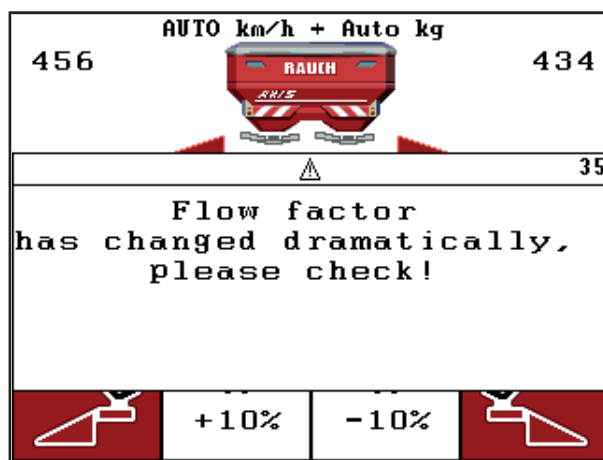 AUTO km/h + Auto kg
456
434
RAUCH
AXIS
35
Flow factor
has changed dramatically,
please check!
+10%
-10%